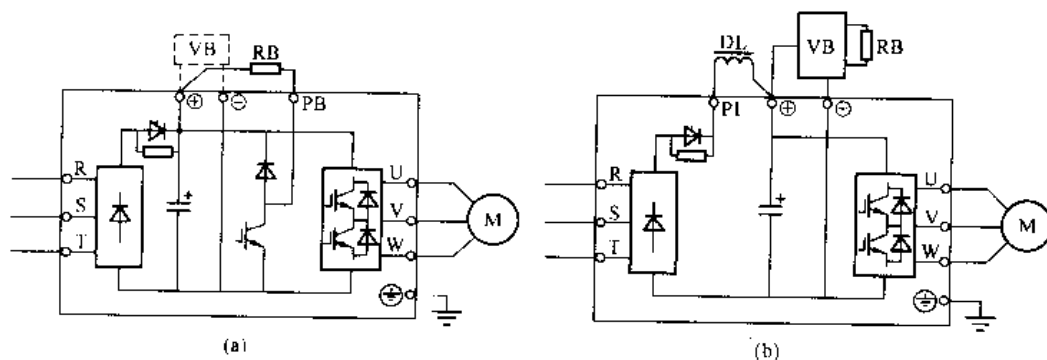 VB
RB
⊕
⊖
PB
R
S
T
+
U
V
W
M
(a)
DL
VB
RB
P1
⊕
⊖
R
S
T
+
U
V
W
M
(b)